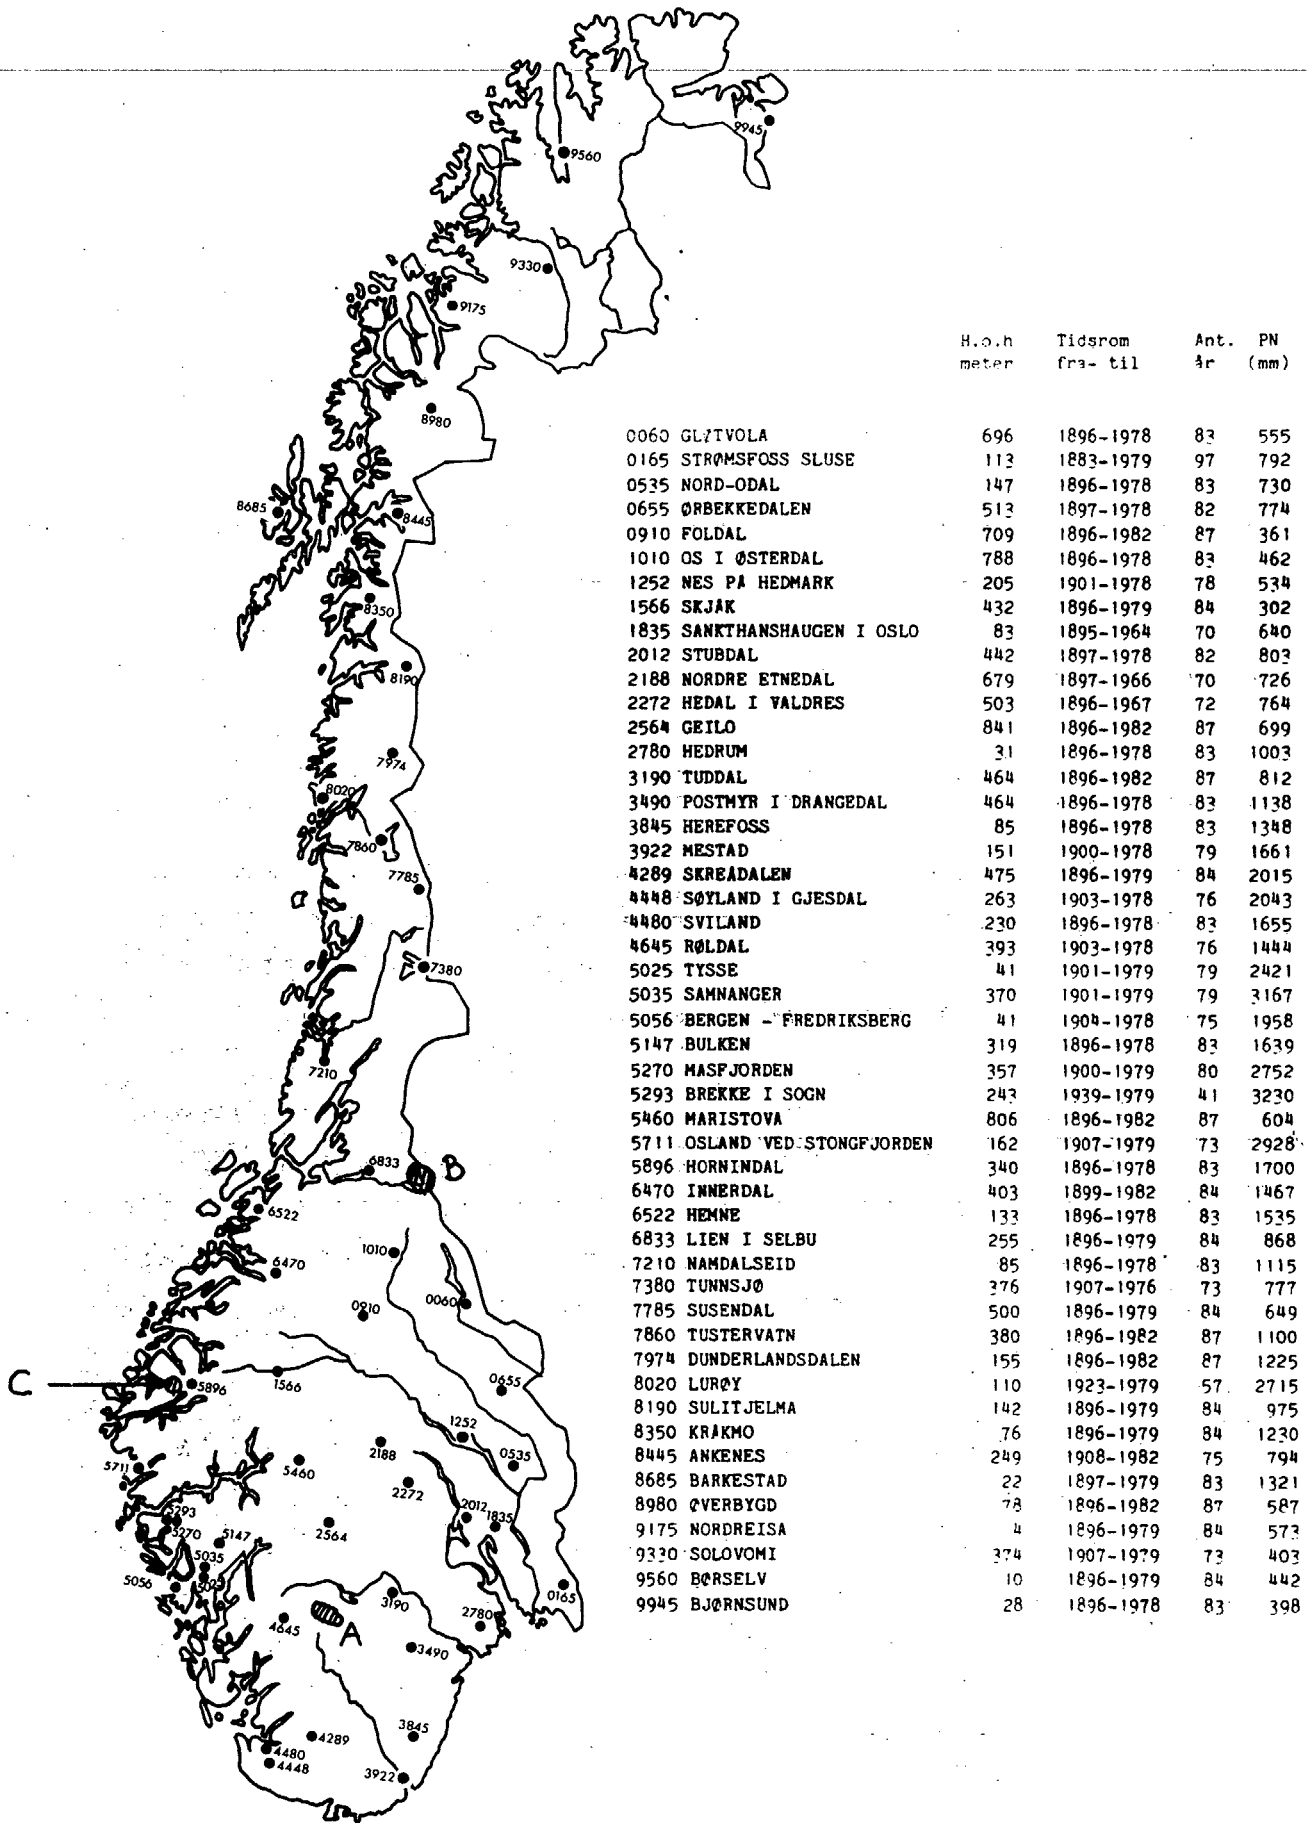 9945
9560
9330
9175
8980
8685
8445
8350
8190
7974
8020
7860
7785
7380
7210
6833
B
6522
1010
6470
0060
0910
C
5896
1566
0655
1252
2188
0535
5711
5460
2272
5293
2012
1835
5270
5147
2564
5035
5056
5025
3190
0165
4645
A
2780
3490
4289
3845
4480
4448
3922
H.o.h Tidsrom Ant. PN
meter fra- til år (mm)
0060 GLØTVOLA 696 1896-1978 83 555
0165 STRØMSFOSS SLUSE 113 1883-1979 97 792
0535 NORD-ODAL 147 1896-1978 83 730
0655 ØRBEKKEDALEN 513 1897-1978 82 774
0910 FOLDAL 709 1896-1982 87 361
1010 OS I ØSTERDAL 788 1896-1978 83 462
1252 NES PÅ HEDMARK 205 1901-1978 78 534
1566 SKJÅK 432 1896-1979 84 302
1835 SANKTHANSHAUGEN I OSLO 83 1895-1964 70 640
2012 STUBDAL 442 1897-1978 82 803
2188 NORDRE ETNEDAL 679 1897-1966 70 726
2272 HEDAL I VALDRES 503 1896-1967 72 764
2564 GEILO 841 1896-1982 87 699
2780 HEDRUM 31 1896-1978 83 1003
3190 TUDDAL 464 1896-1982 87 812
3490 POSTMYR I DRANGEDAL 464 1896-1978 83 1138
3845 HEREFOSS 85 1896-1978 83 1348
3922 MESTAD 151 1900-1978 79 1661
4289 SKREÅDALEN 475 1896-1979 84 2015
4448 SØYLAND I GJESDAL 263 1903-1978 76 2043
4480 SVILAND 230 1896-1978 83 1655
4645 RØLDAL 393 1903-1978 76 1444
5025 TYSSE 41 1901-1979 79 2421
5035 SAMNANGER 370 1901-1979 79 3167
5056 BERGEN - FREDRIKSBERG 41 1904-1978 75 1958
5147 BULKEN 319 1896-1978 83 1639
5270 MASFJORDEN 357 1900-1979 80 2752
5293 BREKKE I SOGN 243 1939-1979 41 3230
5460 MARISTOVA 806 1896-1982 87 604
5711 OSLAND VED STONGFJORDEN 162 1907-1979 73 2928
5896 HORNINDAL 340 1896-1978 83 1700
6470 INNERDAL 403 1899-1982 84 1467
6522 HEMNE 133 1896-1978 83 1535
6833 LIEN I SELBU 255 1896-1979 84 868
7210 NAMDALSEID 85 1896-1978 83 1115
7380 TUNNSJØ 376 1907-1976 73 777
7785 SUSENDAL 500 1896-1979 84 649
7860 TUSTERVATN 380 1896-1982 87 1100
7974 DUNDERLANDSDALEN 155 1896-1982 87 1225
8020 LURØY 110 1923-1979 57 2715
8190 SULITJELMA 142 1896-1979 84 975
8350 KRÅKMO 76 1896-1979 84 1230
8445 ANKENES 249 1908-1982 75 794
8685 BARKESTAD 22 1897-1979 83 1321
8980 ØVERBYGD 78 1896-1982 87 587
9175 NORDREISA 4 1896-1979 84 573
9330 SOLOVOMI 374 1907-1979 73 403
9560 BØRSELV 10 1896-1979 84 442
9945 BJØRNSUND 28 1896-1978 83 398